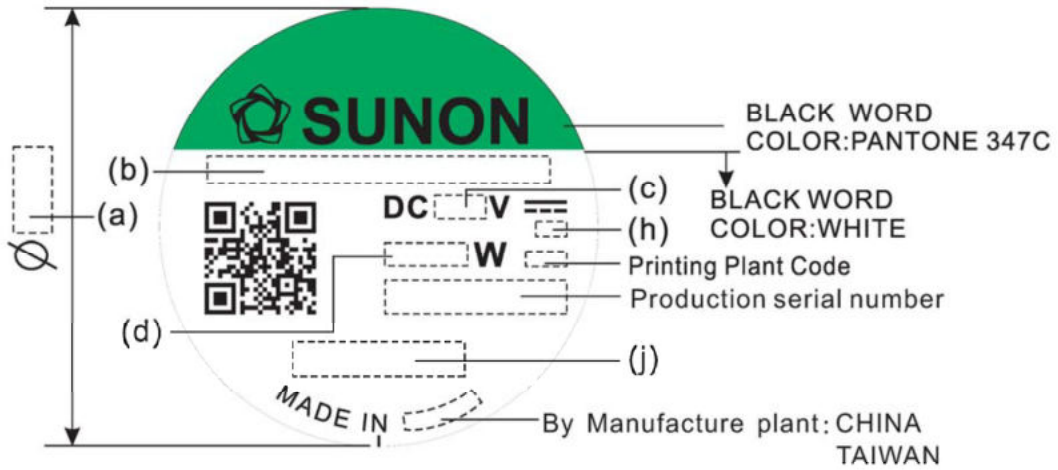 SUNON
BLACK WORD
COLOR:PANTONE 347C
(b)
(a)
(c)
DC V
BLACK WORD
COLOR:WHITE
(h)
Ø
W
Printing Plant Code
Production serial number
(d)
(j)
MADE IN
By Manufacture plant: CHINA
TAIWAN